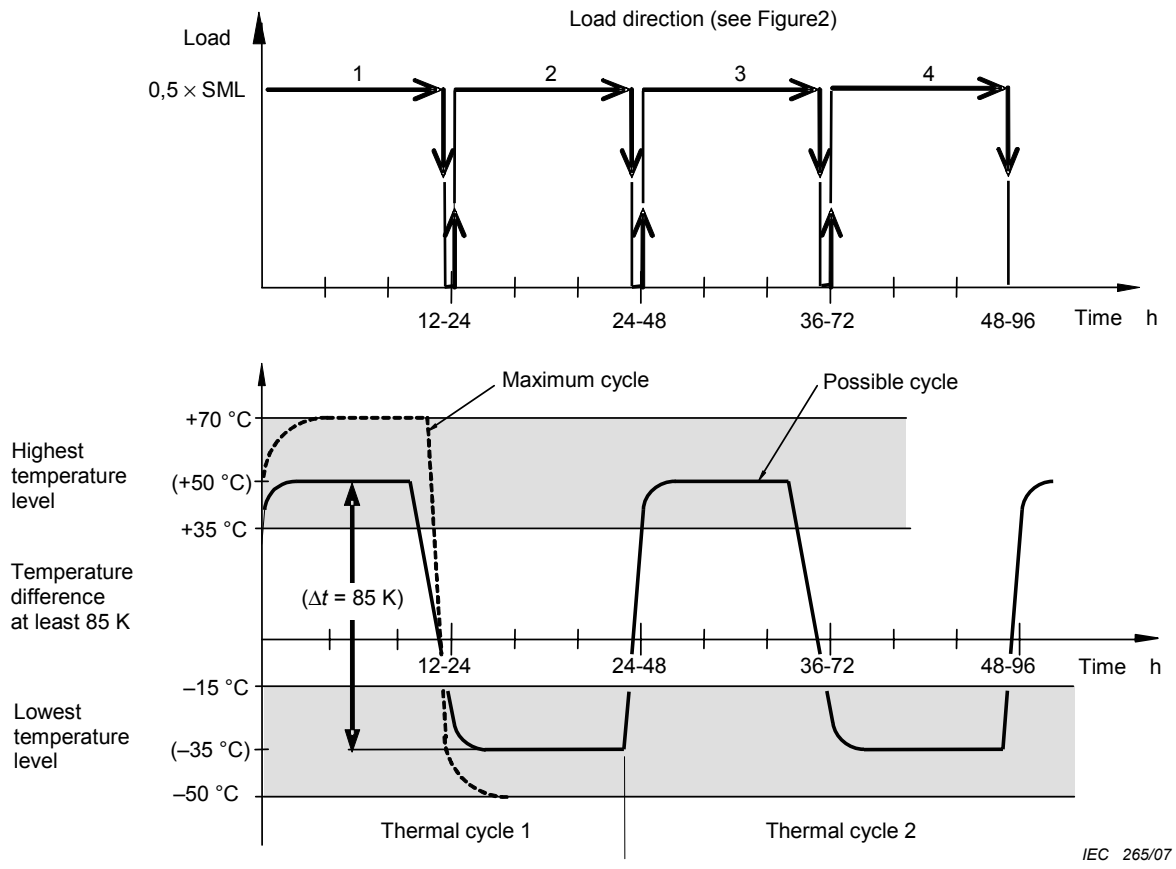 Load direction (see Figure2)
Load
0,5 × SML
1
2
3
4
12-24
24-48
36-72
48-96
Time h
Maximum cycle
Possible cycle
+70 °C
Highest
temperature
level
(+50 °C)
+35 °C
Temperature
difference
at least 85 K
(Δt = 85 K)
12-24
24-48
36-72
48-96
Time h
–15 °C
Lowest
temperature
level
(–35 °C)
–50 °C
Thermal cycle 1
Thermal cycle 2
IEC 265/07